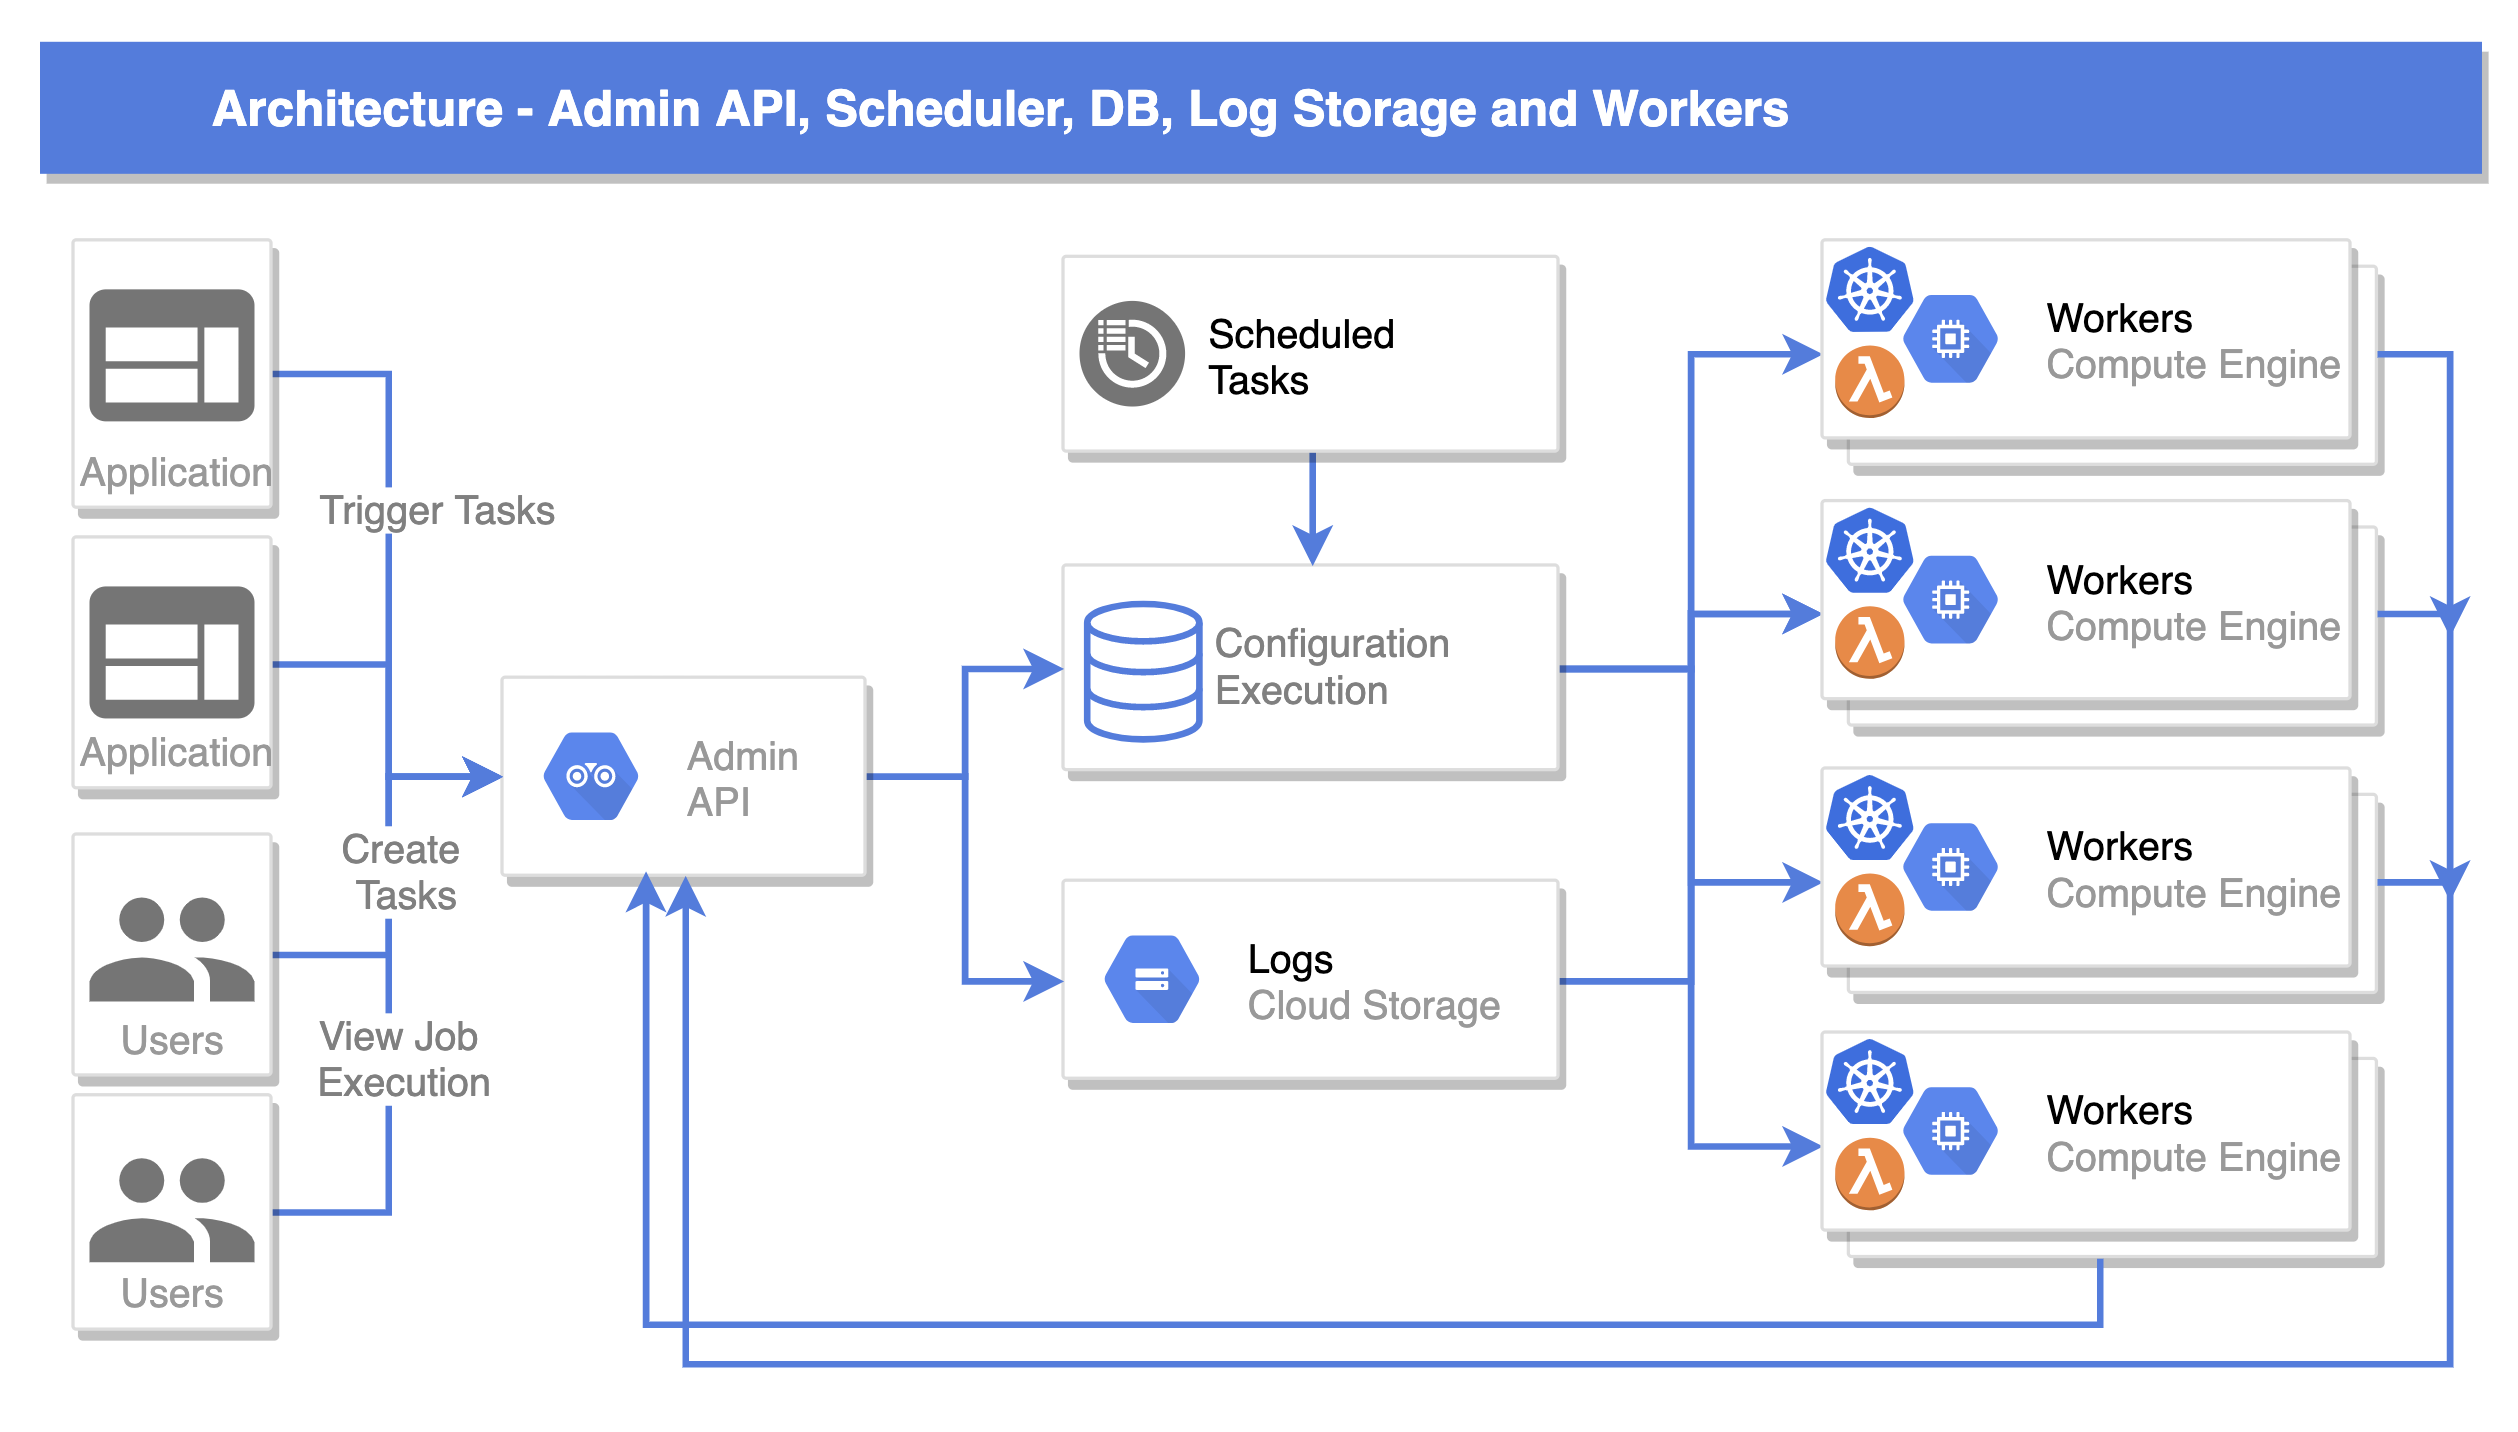 Architecture - Admin API, Scheduler, DB, Log Storage and Workers
Application
Trigger Tasks
Application
Create
Tasks
Users
View Job
Execution
Users
Admin
API
Scheduled
Tasks
Configuration
Execution
Logs
Cloud Storage
Workers
Compute Engine
Workers
Compute Engine
Workers
Compute Engine
Workers
Compute Engine